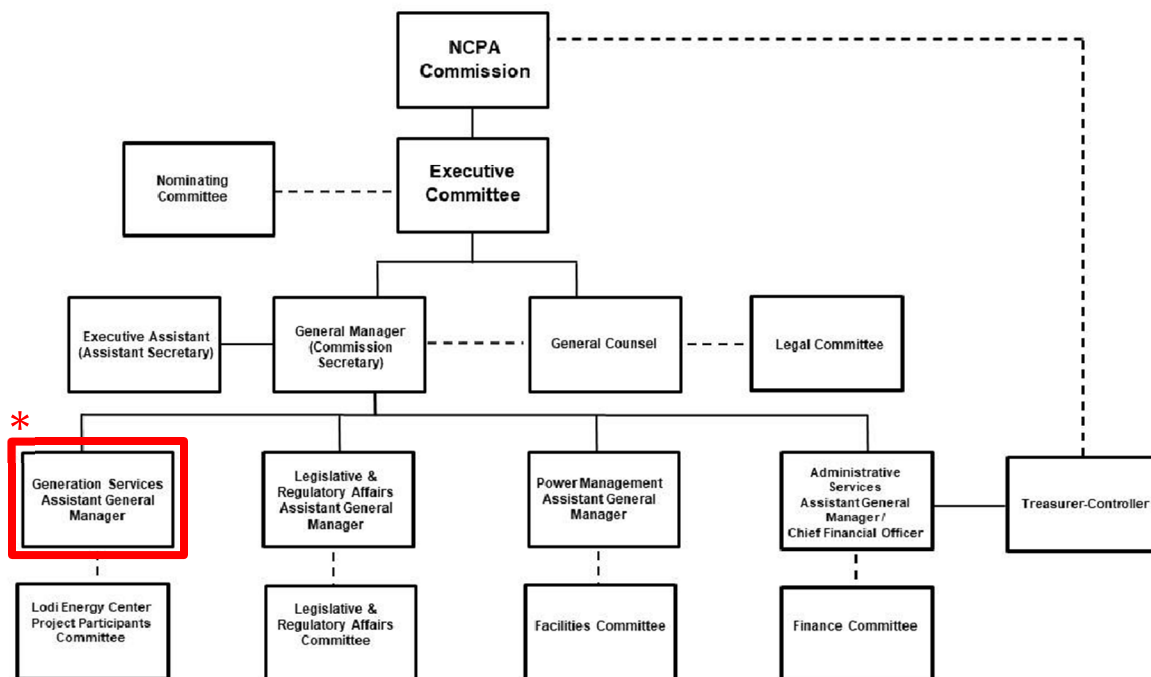 NCPA
Commission
Executive
Committee
Nominating
Committee
Executive Assistant
(Assistant Secretary)
General Manager
(Commission
Secretary)
General Counsel
Legal Committee
*
Generation Services
Assistant General
Manager
Legislative &
Regulatory Affairs
Assistant General
Manager
Power Management
Assistant General
Manager
Administrative
Services
Assistant General
Manager /
Chief Financial Officer
Treasurer-Controller
Lodi Energy Center
Project Participants
Committee
Legislative &
Regulatory Affairs
Committee
Facilities Committee
Finance Committee